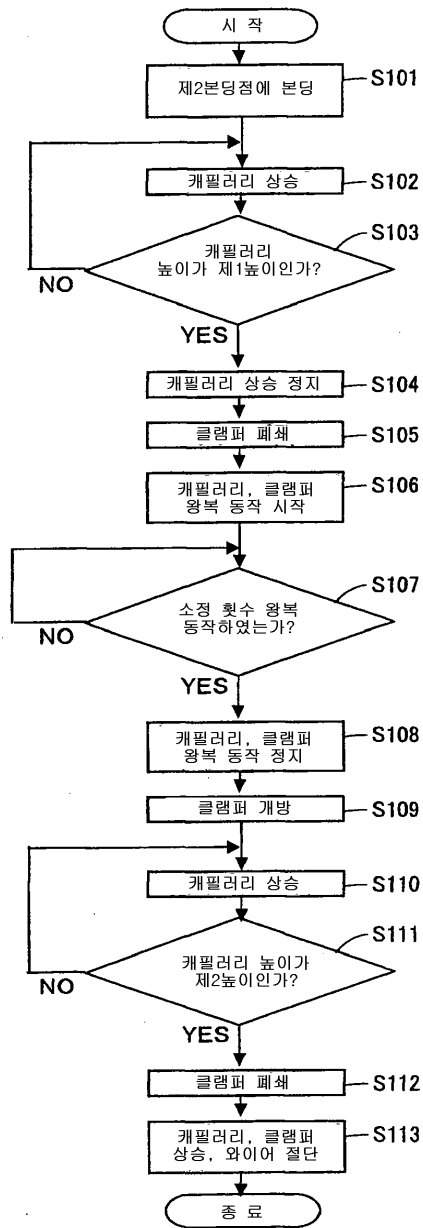 시 작
제2본딩점에 본딩
S101
캐필러리 상승
S102
캐필러리
높이가 제1높이인가?
S103
NO
YES
캐필러리 상승 정지
S104
클램퍼 폐쇄
S105
캐필러리, 클램퍼
왕복 동작 시작
S106
소정 횟수 왕복
동작하였는가?
S107
NO
YES
캐필러리, 클램퍼
왕복 동작 정지
S108
클램퍼 개방
S109
캐필러리 상승
S110
캐필러리 높이가
제2높이인가?
S111
NO
YES
클램퍼 폐쇄
S112
캐필러리, 클램퍼
상승, 와이어 절단
S113
종 료